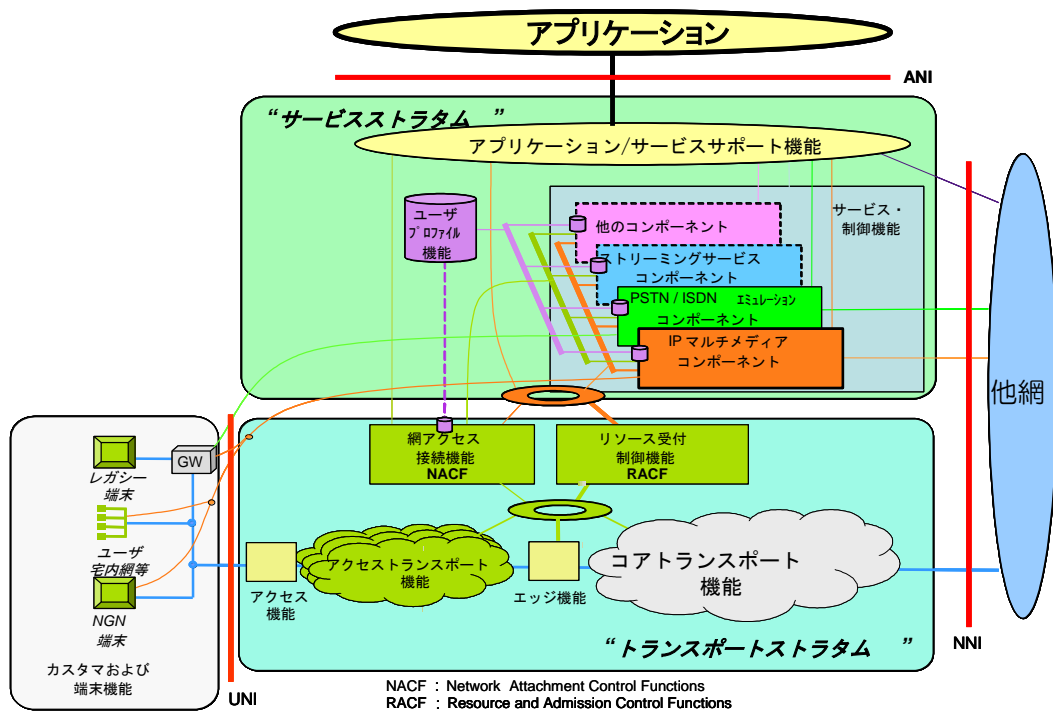 アプリケーション
ANI
“サービスストラタム ”
アプリケーション/サービスサポート機能
ユーザ
プロファイル
機能
サービス・
制御機能
他のコンポーネント
ストリーミングサービス
コンポーネント
PSTN / ISDN エミュレーション
コンポーネント
IP マルチメディア
コンポーネント
他網
網アクセス
接続機能
NACF
リソース受付
制御機能
RACF
GW
レガシー
端末
ユーザ
宅内網等
NGN
端末
カスタマおよび
端末機能
アクセス
機能
アクセストランスポート
機能
エッジ機能
コアトランスポート
機能
“トランスポートストラタム ”
UNI
NNI
NACF : Network Attachment Control Functions
RACF : Resource and Admission Control Functions